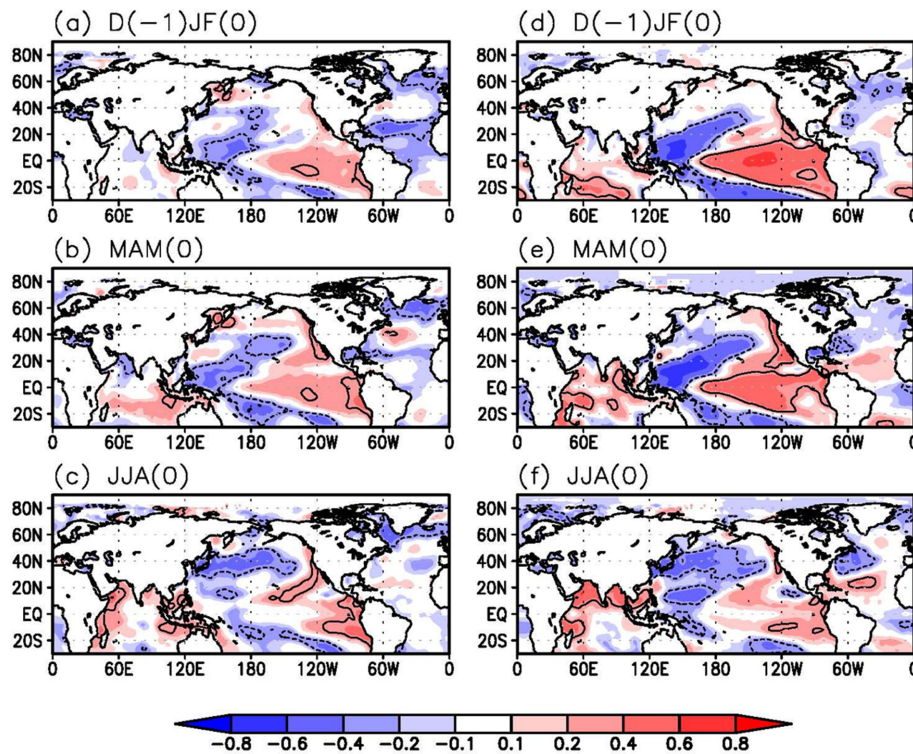 (a) D(−1)JF(0)
80N
60N
40N
20N
EQ
20S
0 60E 120E 180 120W 60W 0
(d) D(−1)JF(0)
80N
60N
40N
20N
EQ
20S
0 60E 120E 180 120W 60W 0
(b) MAM(0)
80N
60N
40N
20N
EQ
20S
0 60E 120E 180 120W 60W 0
(e) MAM(0)
80N
60N
40N
20N
EQ
20S
0 60E 120E 180 120W 60W 0
(c) JJA(0)
80N
60N
40N
20N
EQ
20S
0 60E 120E 180 120W 60W 0
(f) JJA(0)
80N
60N
40N
20N
EQ
20S
0 60E 120E 180 120W 60W 0
−0.8 −0.6 −0.4 −0.2 −0.1 0.1 0.2 0.4 0.6 0.8